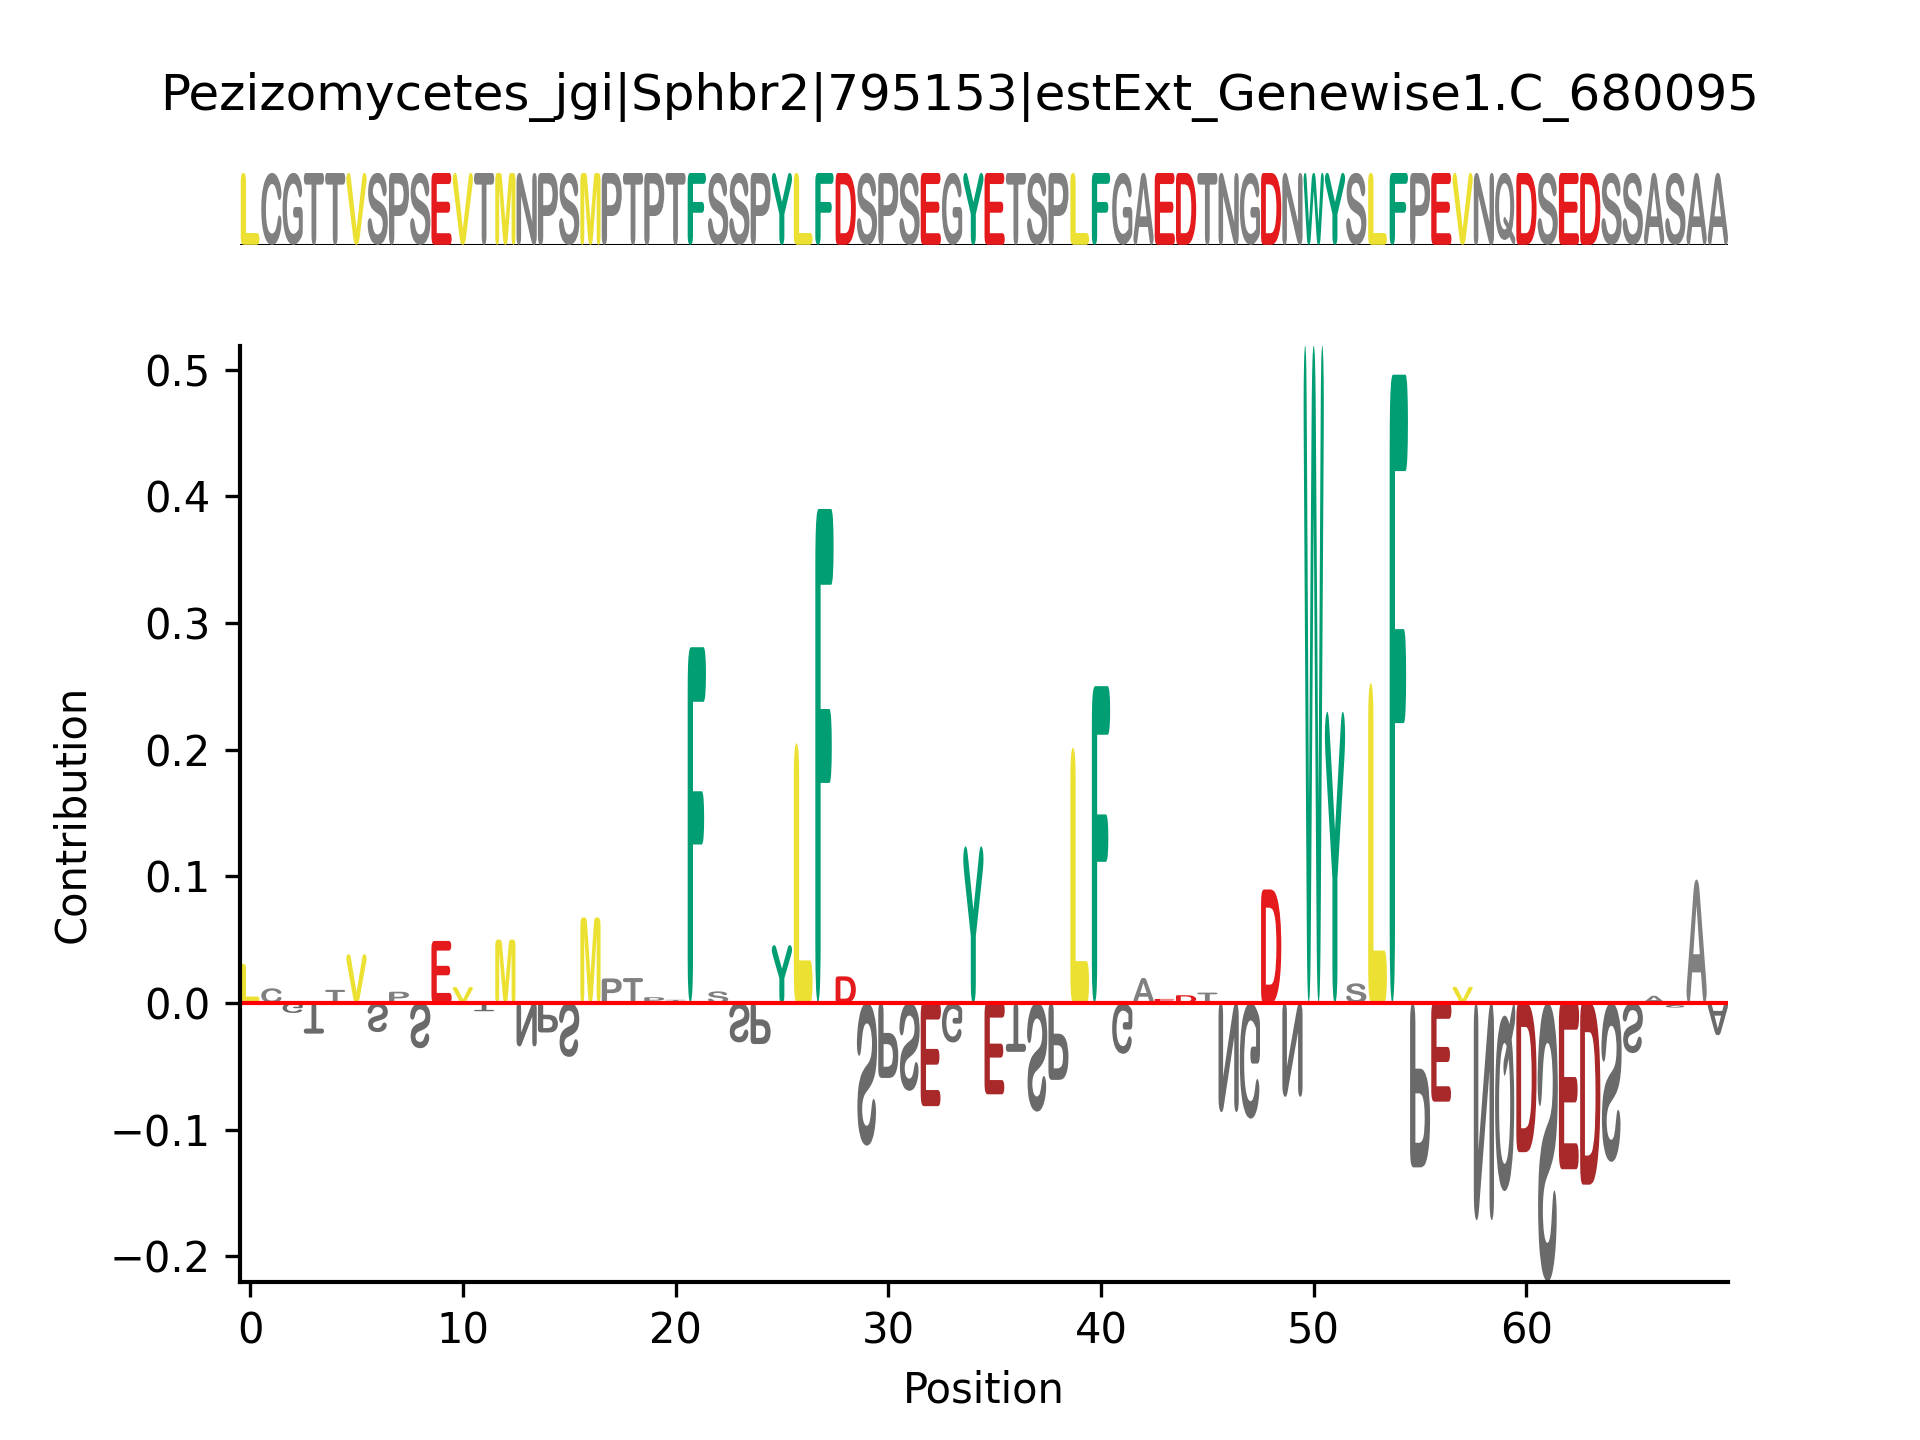 Pezizomycetes_jgi|Sphbr2|795153|estExt_Genewise1.C_680095
LCGTTVSPSEVTMNPSMPTPTFSSPYLFDSPSEGYETSPLFGAEDTNGDNWYSLFPEVNQDSEDSSASAA
0.5
0.4
0.3
0.2
0.1
0.0
−0.1
−0.2
Contribution
LCGTTVSPSEVTMNPSMPTPTFSSPYLFDSPSEGYETSPLFGAEDTNGDNWYSLFPEVNQDSEDSSASAA
0 10 20 30 40 50 60
Position